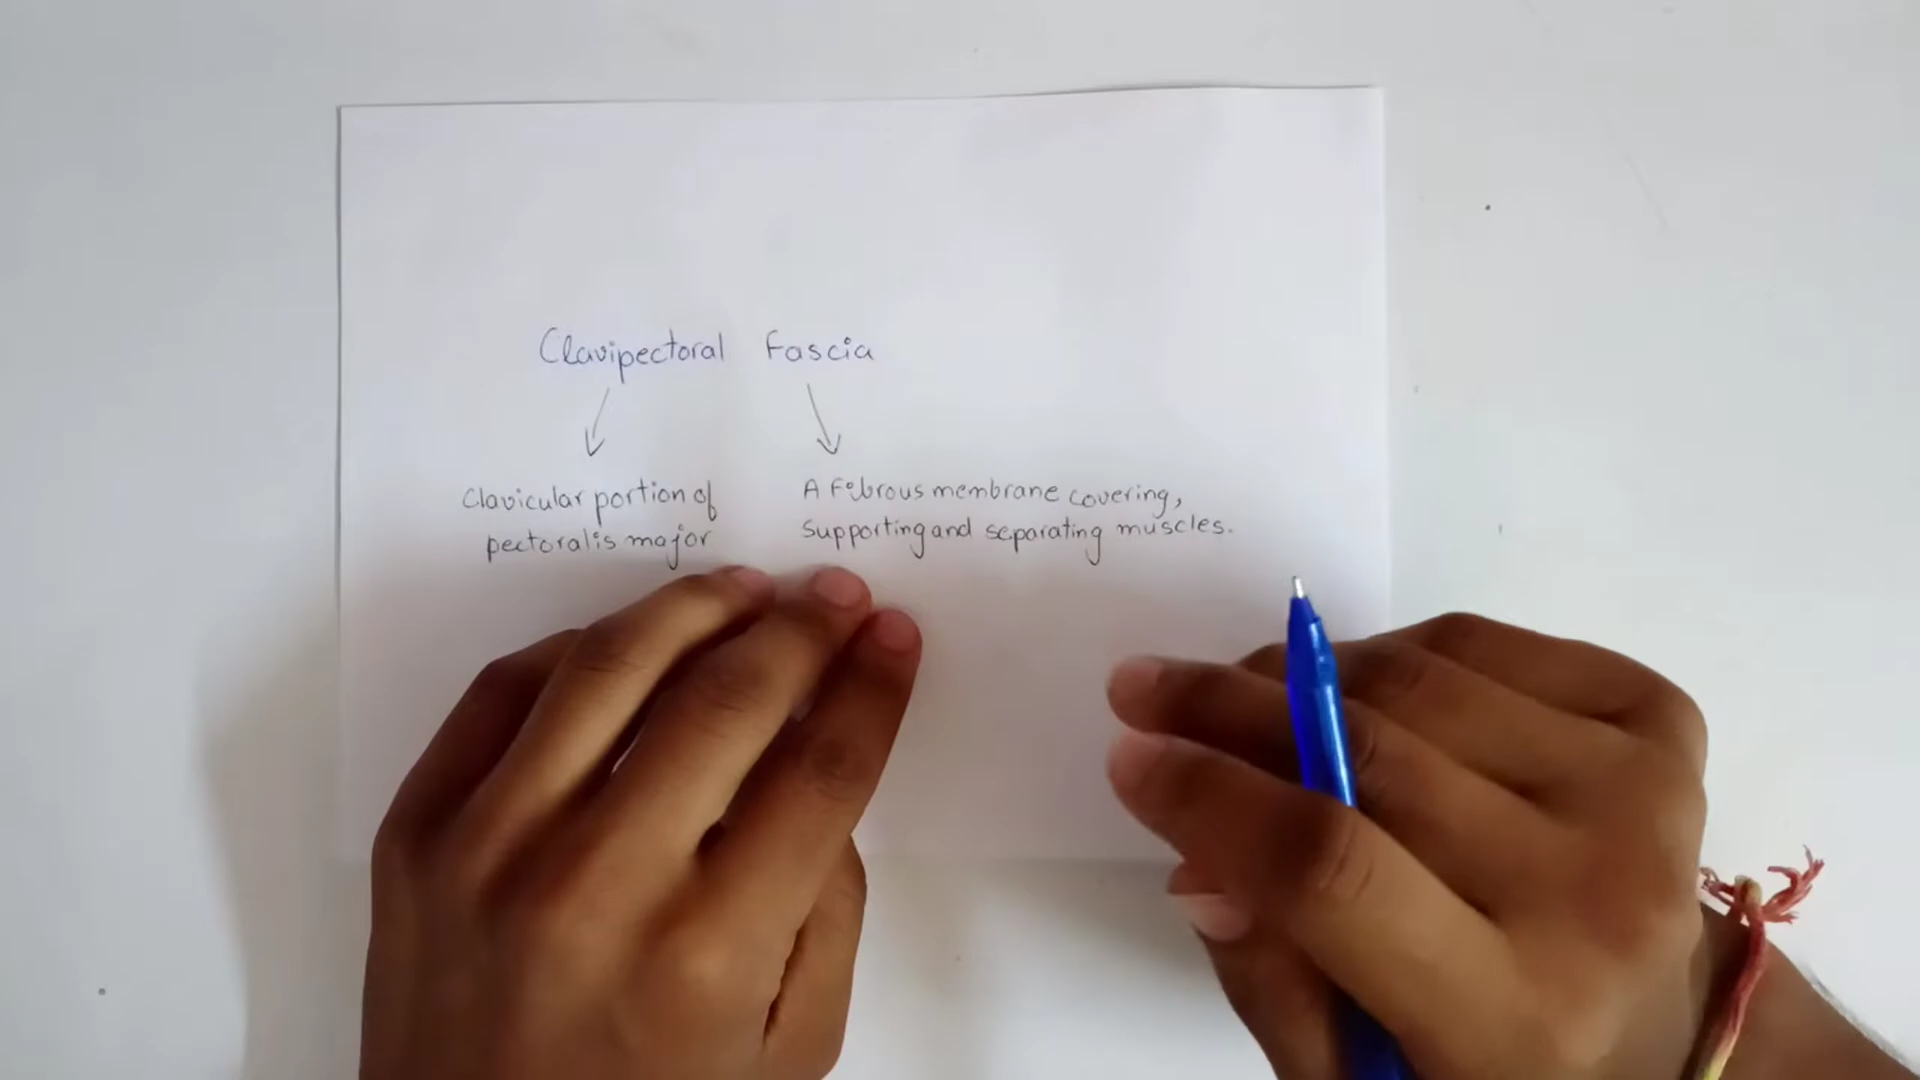 Clavipectoral Fascia
Clavicular portion of
pectoralis major
A fibrous membrane covering,
supporting and separating muscles.